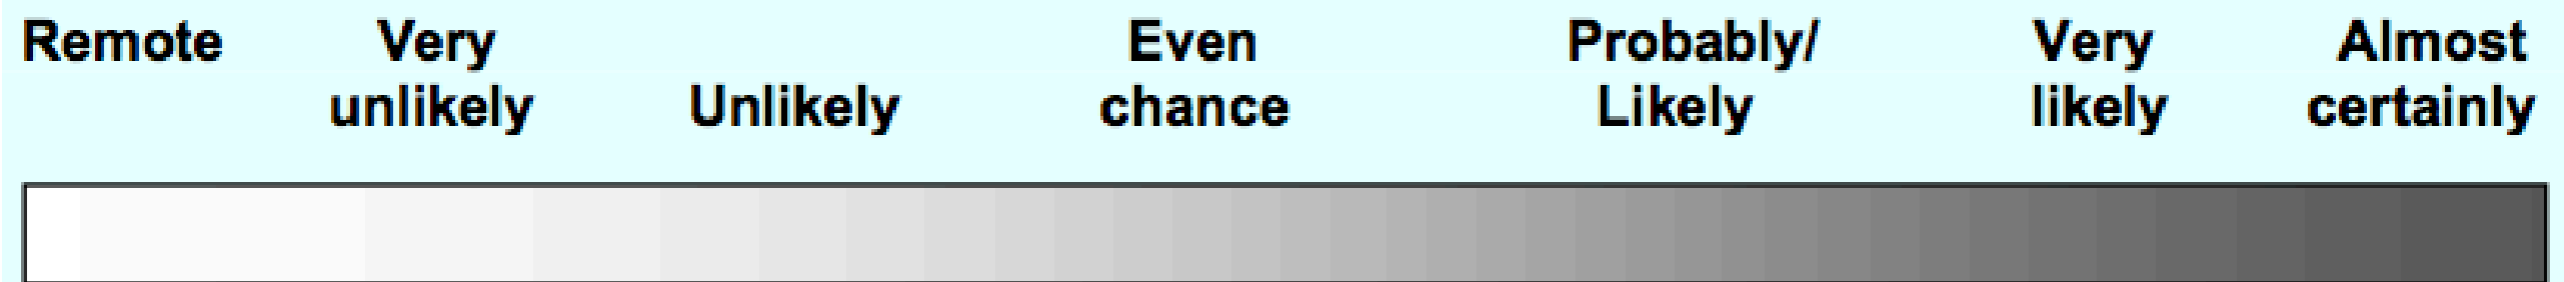 Remote
Very
unlikely
Unlikely
Even
chance
Probably/
Likely
Very
likely
Almost
certainly